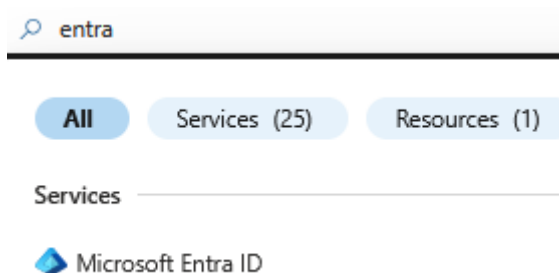 entra
All Services (25) Resources (1)
Services
Microsoft Entra ID